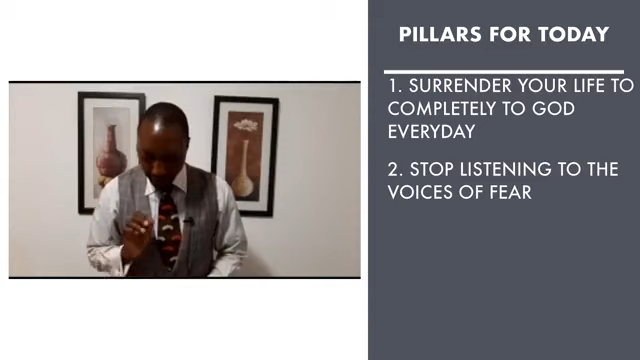 PILLARS FOR TODAY
1. SURRENDER YOUR LIFE TO
COMPLETELY TO GOD
EVERYDAY
2. STOP LISTENING TO THE
VOICES OF FEAR